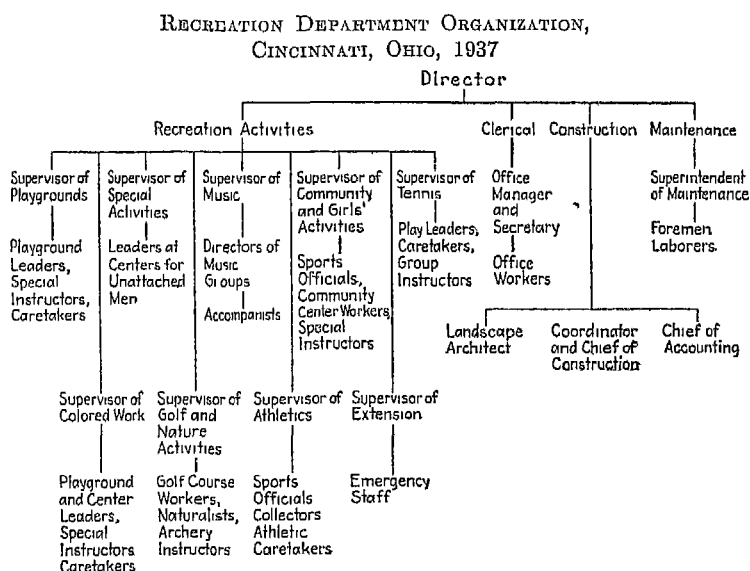 RECREATION DEPARTMENT ORGANIZATION,
CINCINNATI, OHIO, 1937
Director
Recreation Activities
Clerical
Construction
Maintenance
Supervisor of
Playgrounds
Playground
Leaders,
Special
Instructors,
Caretakers
Supervisor of
Special
Activities
Leaders at
Centers for
Unattached
Men
Supervisor of
Music
Directors of
Music
Groups
Accompanists
Supervisor of
Community
and Girls'
Activities
Sports
Officials,
Community
Center Workers,
Special
Instructors
Supervisor of
Tennis
Play Leaders,
Caretakers,
Group
Instructors
Office
Manager
and
Secretary
Office
Workers
Superintendent
of Maintenance
Foremen
Laborers.
Landscape
Architect
Coordinator
and Chief of
Construction
Chief of
Accounting
Supervisor of
Colored Work
Playground
and Center
Leaders,
Special
Instructors
Caretakers
Supervisor of
Golf and
Nature
Activities
Golf Course
Workers,
Naturalists,
Archery
Instructors
Supervisor of
Athletics
Sports
Officials
Collectors
Athletic
Caretakers
Supervisor of
Extension
Emergency
Staff